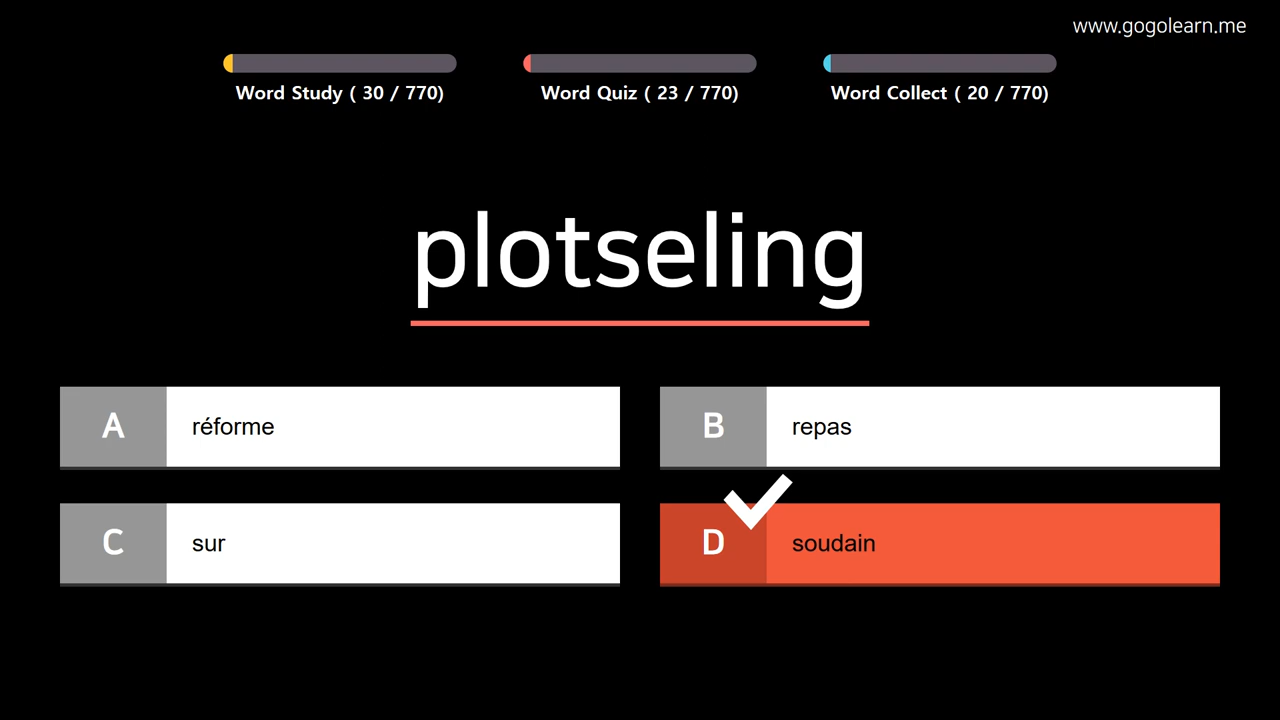 www.gogolearn.me
Word Study ( 30 / 770)
Word Quiz ( 23 / 770)
Word Collect ( 20 / 770)
plotseling
A réforme
B repas
C sur
D soudain